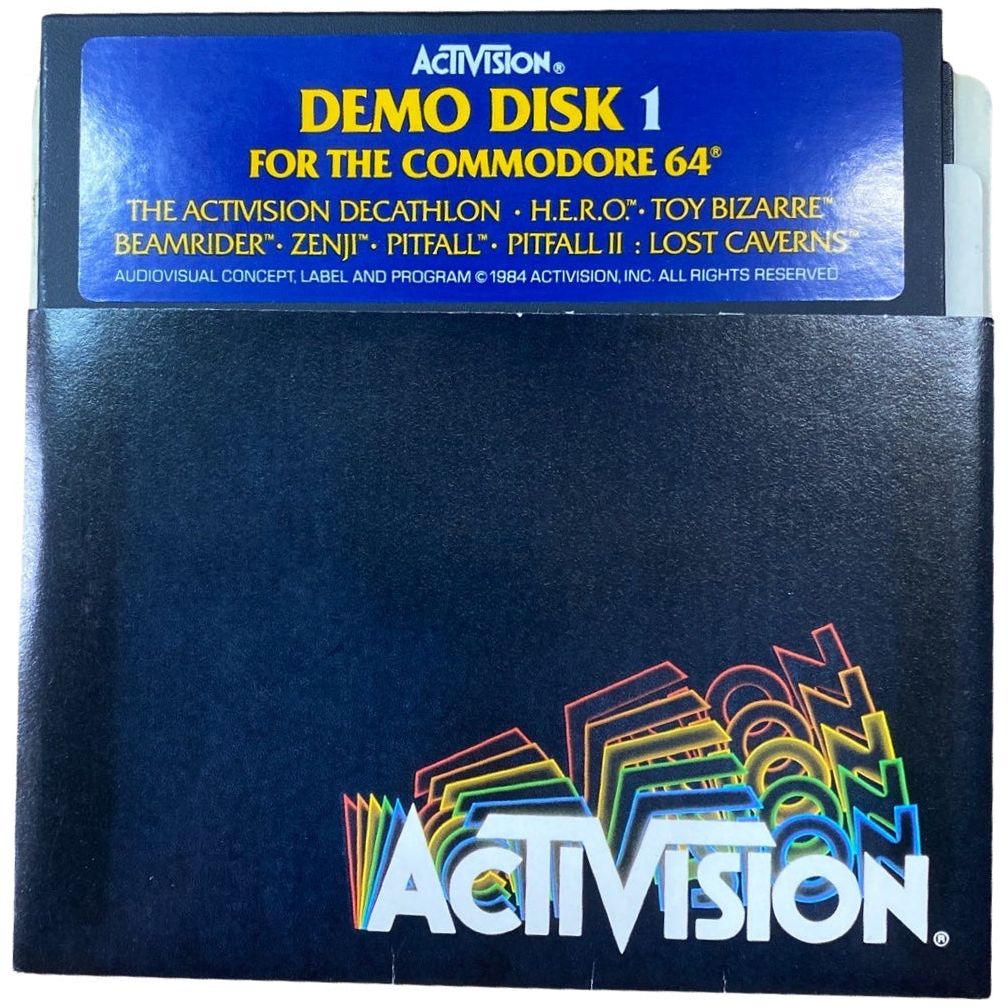 ACTIVISION®
DEMO DISK 1
FOR THE COMMODORE 64®
THE ACTIVISION DECATHLON · H.E.R.O.™ · TOY BIZARRE™
BEAMRIDER™ · ZENJI™ · PITFALL™ · PITFALL II : LOST CAVERNS™
AUDIOVISUAL CONCEPT, LABEL AND PROGRAM © 1984 ACTIVISION, INC. ALL RIGHTS RESERVED
ACTIVISION®